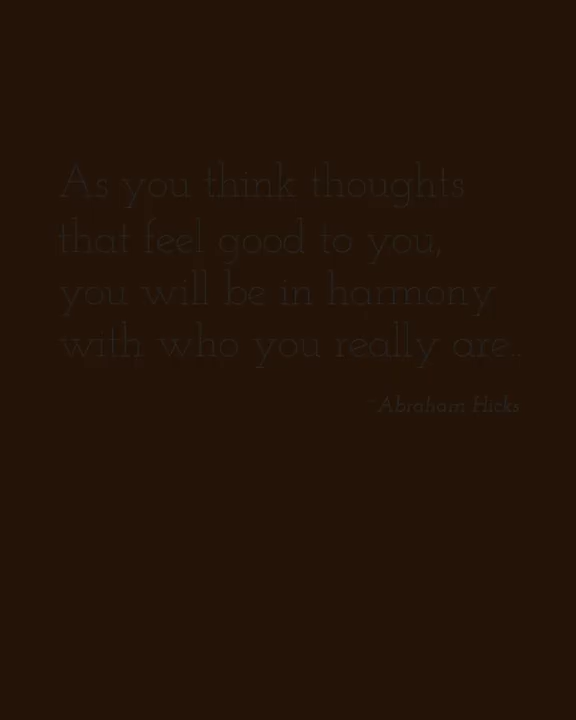 As you think thoughts
that feel good to you,
you will be in harmony
with who you really are..
~Abraham Hicks